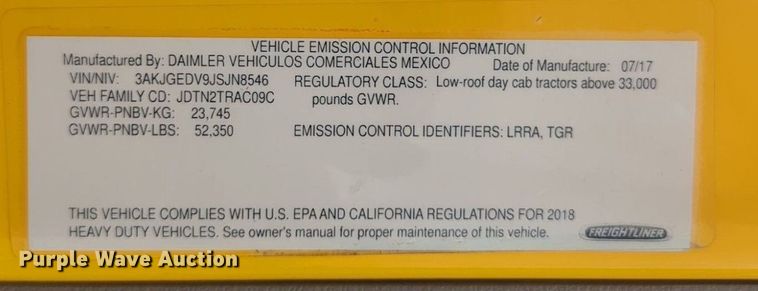 VEHICLE EMISSION CONTROL INFORMATION
Manufactured By: DAIMLER VEHICULOS COMERCIALES MEXICO Date of Manufacture: 07/17
VIN/NIV: 3AKJGEDV9JSJN8546 REGULATORY CLASS: Low-roof day cab tractors above 33,000
VEH FAMILY CD: JDTN2TRAC09C pounds GVWR.
GVWR-PNBV-KG: 23,745
GVWR-PNBV-LBS: 52,350 EMISSION CONTROL IDENTIFIERS: LRRA, TGR
THIS VEHICLE COMPLIES WITH U.S. EPA AND CALIFORNIA REGULATIONS FOR 2018
HEAVY DUTY VEHICLES. See owner's manual for proper maintenance of this vehicle. FREIGHTLINER
Purple Wave Auction